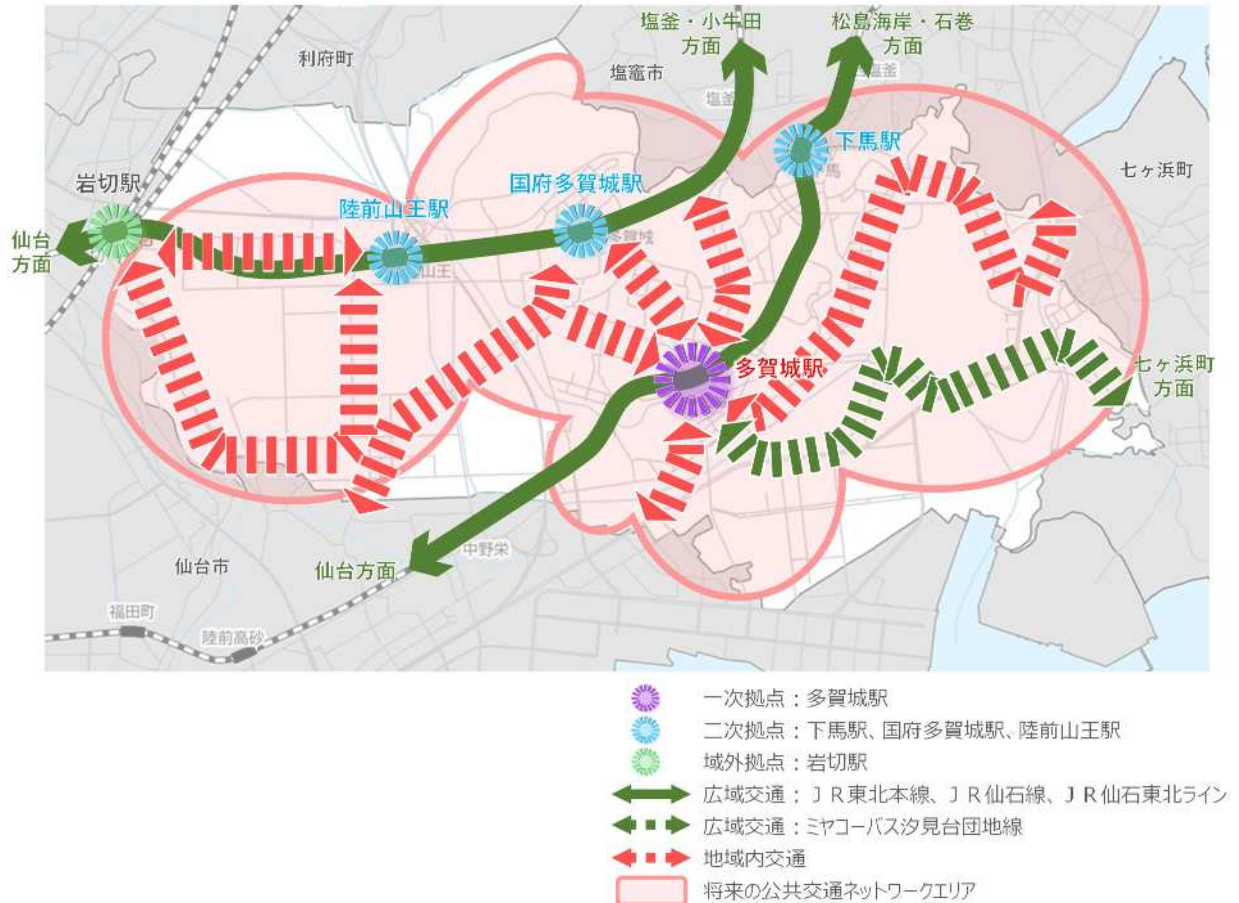 塩釜・小牛田
方面
松島海岸・石巻
方面
利府町
塩竈市
塩釜
下馬駅
七ヶ浜町
岩切駅
国府多賀城駅
陸前山王駅
仙台
方面
多賀城駅
七ヶ浜町
方面
中野栄
仙台市
仙台方面
福田町
陸前高砂
一次拠点：多賀城駅
二次拠点：下馬駅、国府多賀城駅、陸前山王駅
域外拠点：岩切駅
広域交通：ＪＲ東北本線、ＪＲ仙石線、ＪＲ仙石東北ライン
広域交通：ミヤコーバス汐見台団地線
地域内交通
将来の公共交通ネットワークエリア